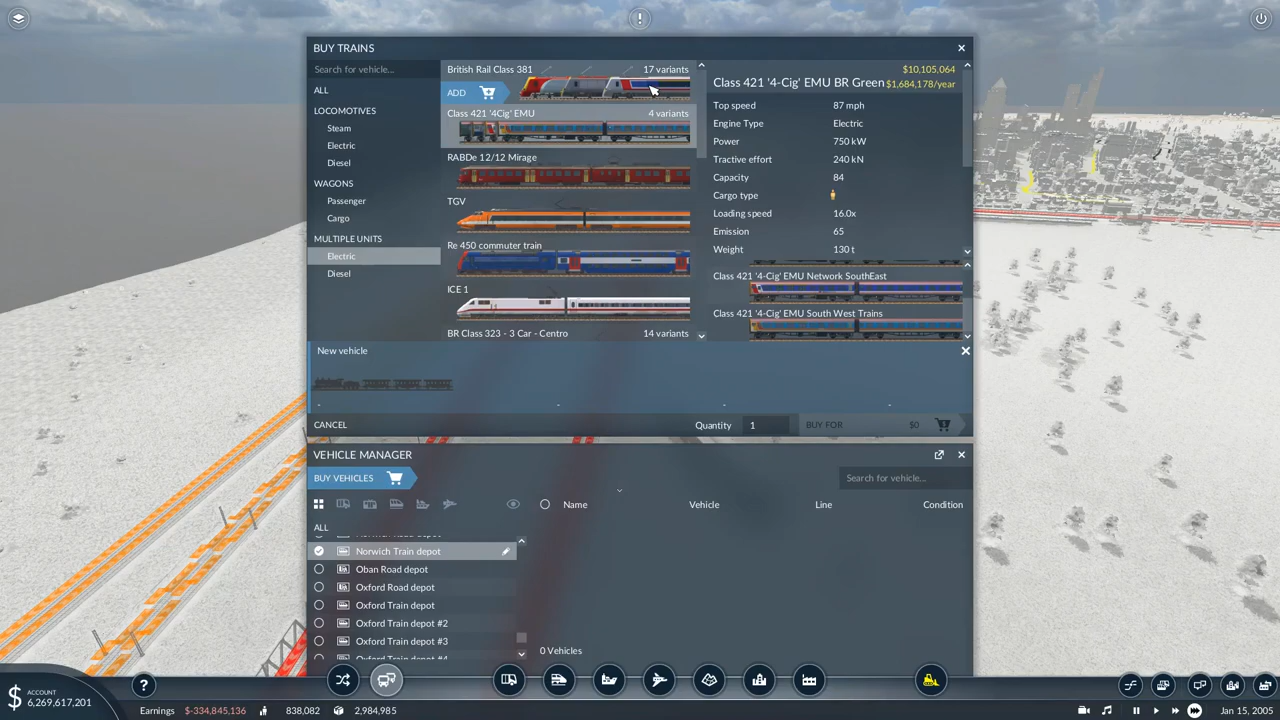 BUY TRAINS
Search for vehicle...
ALL
LOCOMOTIVES
Steam
Electric
Diesel
WAGONS
Passenger
Cargo
MULTIPLE UNITS
Electric
Diesel
British Rail Class 381 17 variants
ADD
Class 421 '4Cig' EMU 4 variants
RABDe 12/12 Mirage
TGV
Re 450 commuter train
ICE 1
BR Class 323 - 3 Car - Centro 14 variants
$10,105,064
Class 421 '4-Cig' EMU BR Green $1,684,178/year
Top speed 87 mph
Engine Type Electric
Power 750 kW
Tractive effort 240 kN
Capacity 84
Cargo type
Loading speed 16.0x
Emission 65
Weight 130 t
Class 421 '4-Cig' EMU Network SouthEast
Class 421 '4-Cig' EMU South West Trains
New vehicle
- - - -
CANCEL
Quantity 1
BUY FOR $0
VEHICLE MANAGER
BUY VEHICLES
Search for vehicle...
Name Vehicle Line Condition
ALL
Norwich Road depot
Norwich Train depot
Oban Road depot
Oxford Road depot
Oxford Train depot
Oxford Train depot #2
Oxford Train depot #3
Oxford Train depot #4
0 Vehicles
$ ACCOUNT
6,269,617,201
?
Earnings $-334,845,136 838,082 2,984,985
Jan 15, 2005